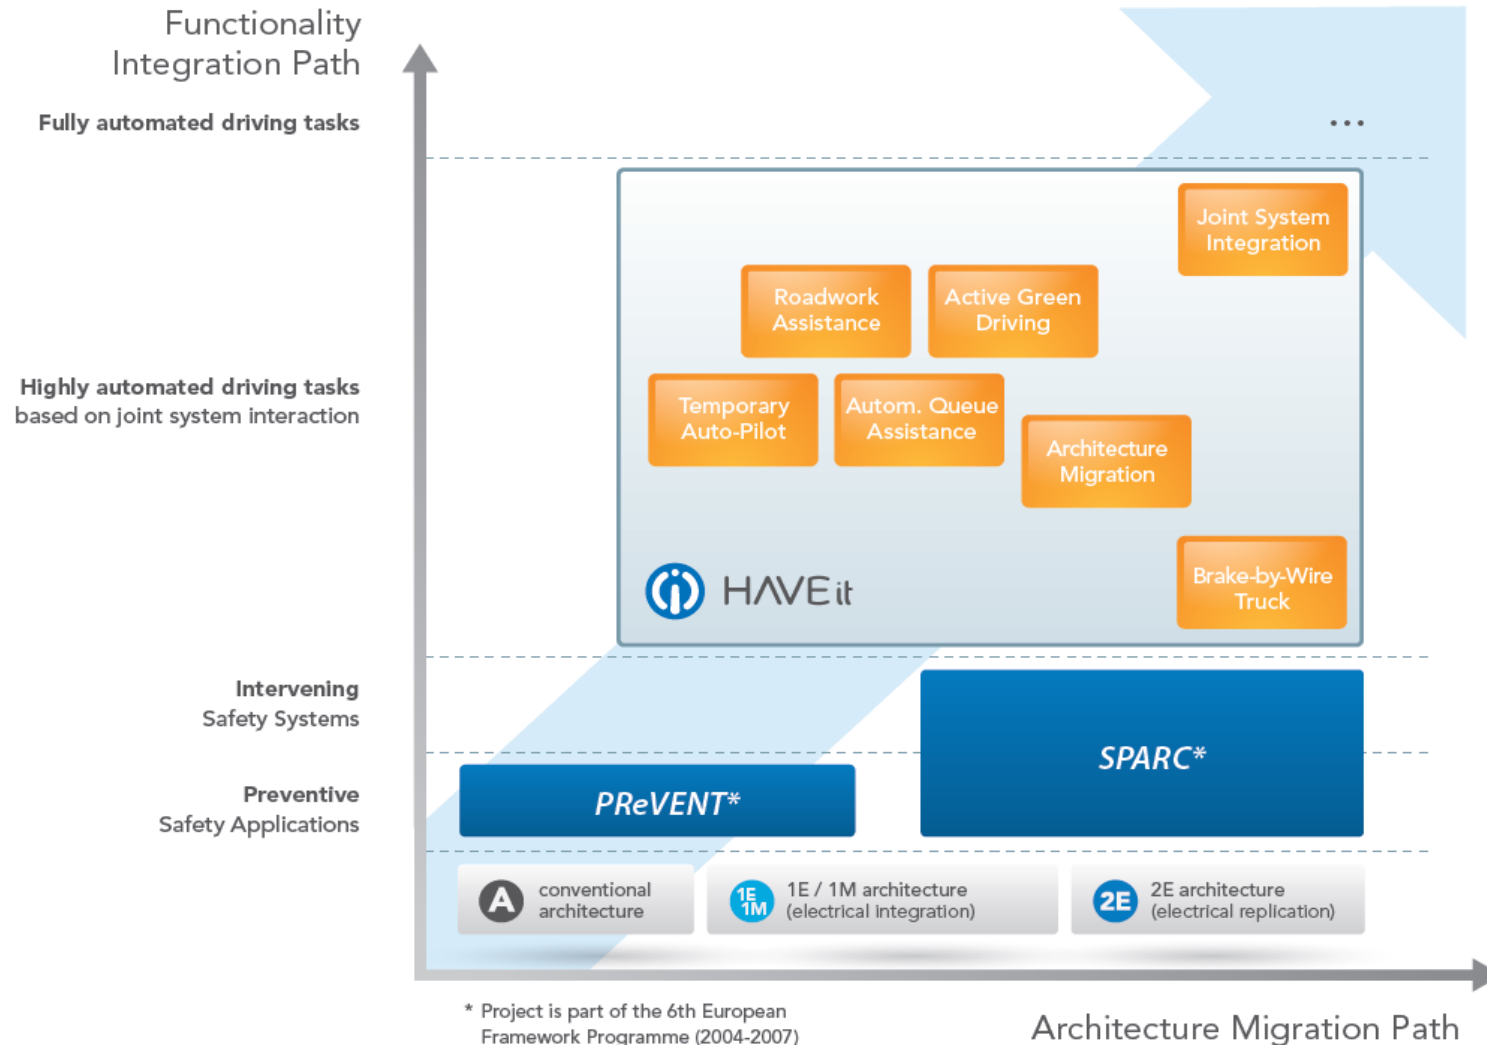 Functionality
Integration Path
Fully automated driving tasks
...
Joint System
Integration
Roadwork
Assistance
Active Green
Driving
Highly automated driving tasks
based on joint system interaction
Temporary
Auto-Pilot
Autom. Queue
Assistance
Architecture
Migration
Brake-by-Wire
Truck
HAVEit
Intervening
Safety Systems
SPARC*
Preventive
Safety Applications
PReVENT*
A
conventional
architecture
1E
1M
1E / 1M architecture
(electrical integration)
2E
2E architecture
(electrical replication)
* Project is part of the 6th European
Framework Programme (2004-2007)
Architecture Migration Path